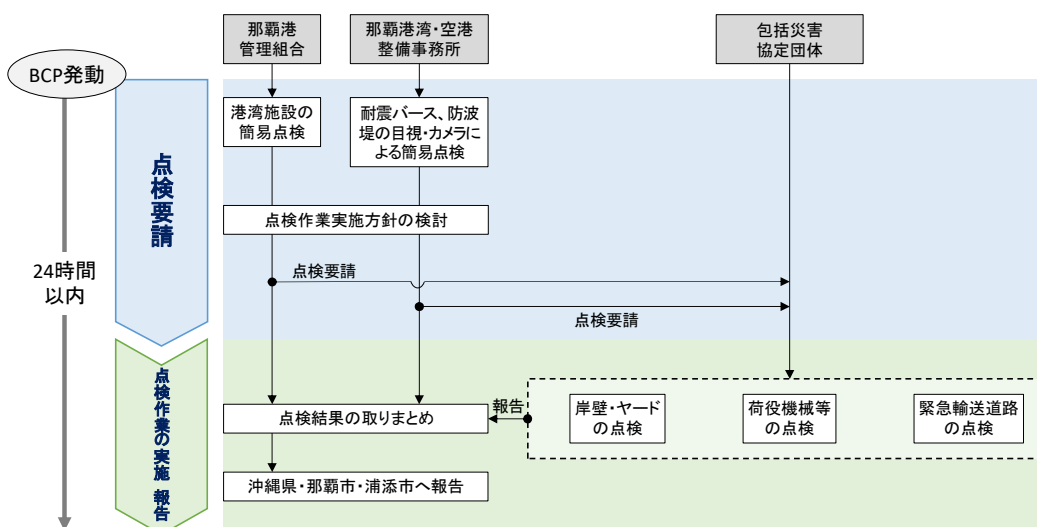 那覇港
管理組合
那覇港湾・空港
整備事務所
包括災害
協定団体
BCP発動
港湾施設の
簡易点検
耐震バース、防波
堤の目視・カメラに
よる簡易点検
点検要請
点検作業実施方針の検討
点検要請
点検要請
24時間
以内
点検作業の実施 報告
点検結果の取りまとめ
報告
岸壁・ヤード
の点検
荷役機械等
の点検
緊急輸送道路
の点検
沖縄県・那覇市・浦添市へ報告